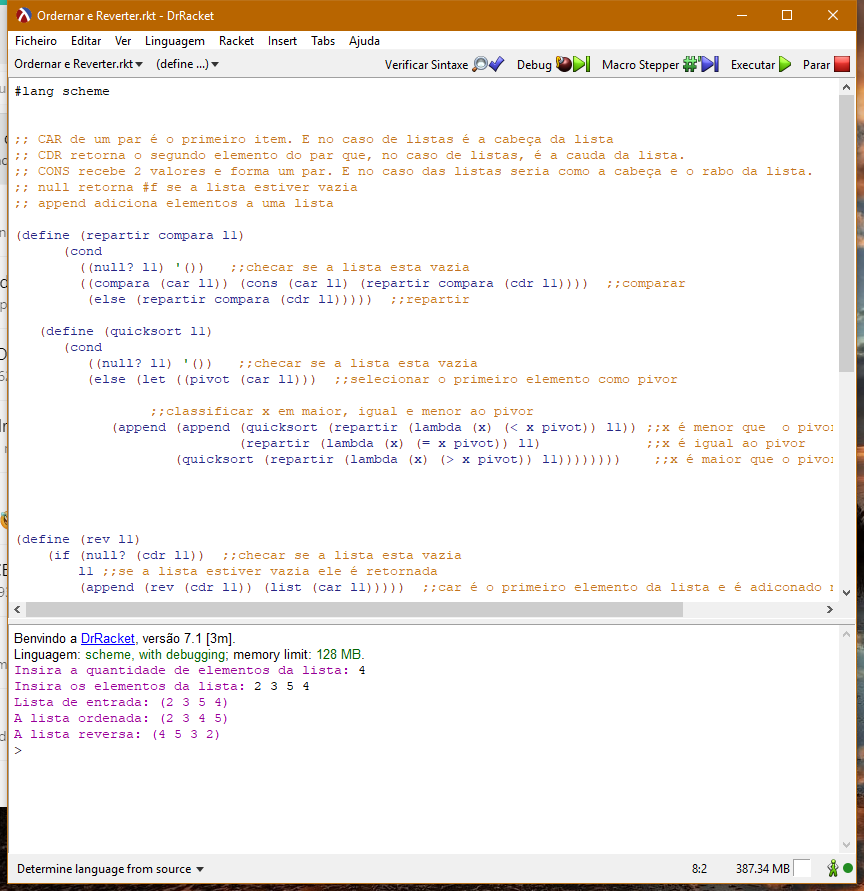 Ordernar e Reverter.rkt - DrRacket
Ficheiro Editar Ver Linguagem Racket Insert Tabs Ajuda
Ordernar e Reverter.rkt (define ...) Verificar Sintaxe Debug Macro Stepper Executar Parar
#lang scheme
;; CAR de um par é o primeiro item. E no caso de listas é a cabeça da lista
;; CDR retorna o segundo elemento do par que, no caso de listas, é a cauda da lista.
;; CONS recebe 2 valores e forma um par. E no caso das listas seria como a cabeça e o rabo da lista.
;; null retorna #f se a lista estiver vazia
;; append adiciona elementos a uma lista
(define (repartir compara l1)
(cond
((null? l1) '()) ;;checar se a lista esta vazia
((compara (car l1)) (cons (car l1) (repartir compara (cdr l1)))) ;;comparar
(else (repartir compara (cdr l1))))) ;;repartir
(define (quicksort l1)
(cond
((null? l1) '()) ;;checar se a lista esta vazia
(else (let ((pivot (car l1))) ;;selecionar o primeiro elemento como pivor
;;classificar x em maior, igual e menor ao pivor
(append (append (quicksort (repartir (lambda (x) (< x pivot)) l1)) ;;x é menor que o pivor
(repartir (lambda (x) (= x pivot)) l1) ;;x é igual ao pivor
(quicksort (repartir (lambda (x) (> x pivot)) l1)))))))) ;;x é maior que o pivor
(define (rev l1)
(if (null? (cdr l1)) ;;checar se a lista esta vazia
l1 ;;se a lista estiver vazia ele é retornada
(append (rev (cdr l1)) (list (car l1))))) ;;car é o primeiro elemento da lista e é adiconado
Benvindo a DrRacket, versão 7.1 [3m].
Linguagem: scheme, with debugging; memory limit: 128 MB.
Insira a quantidade de elementos da lista: 4
Insira os elementos da lista: 2 3 5 4
Lista de entrada: (2 3 5 4)
A lista ordenada: (2 3 4 5)
A lista reversa: (4 5 3 2)
>
Determine language from source 8:2 387.34 MB